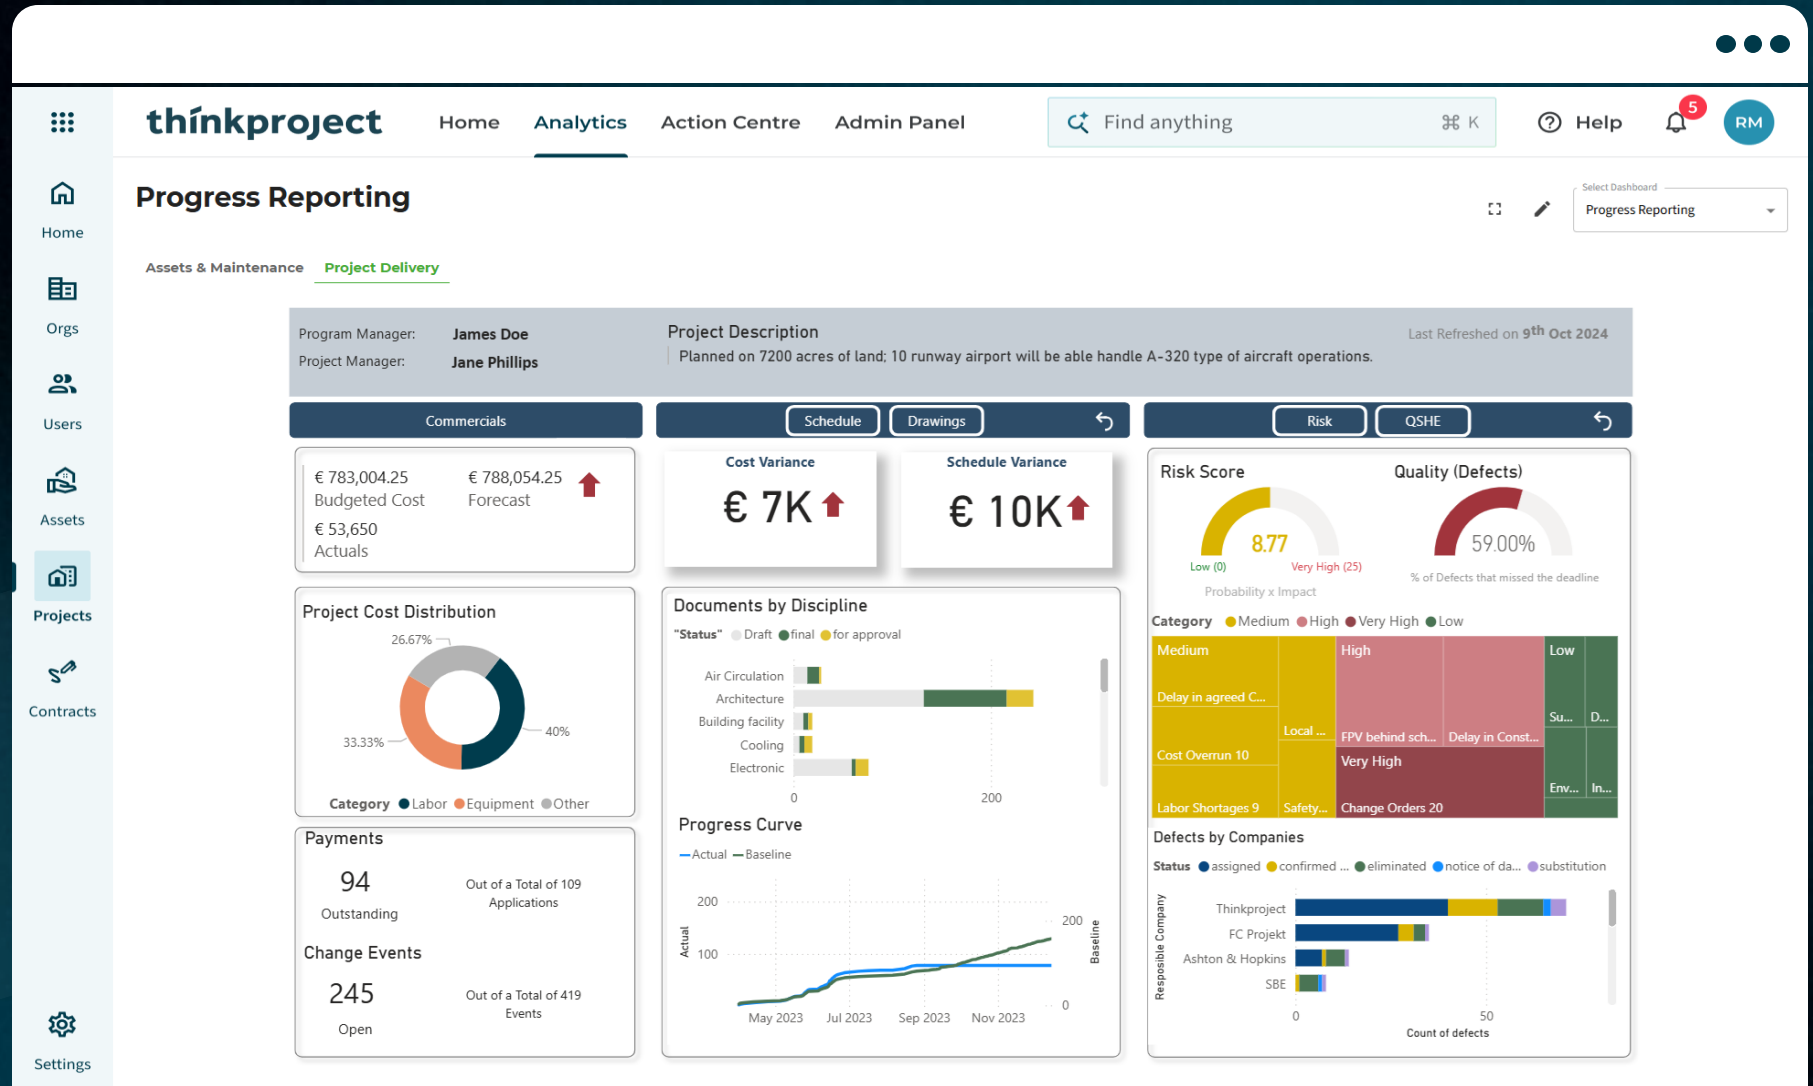 thinkproject
Home
Analytics
Action Centre
Admin Panel
Find anything
⌘ K
Help
5
RM
Home
Orgs
Users
Assets
Projects
Contracts
Settings
Progress Reporting
Select Dashboard
Progress Reporting
Assets & Maintenance
Project Delivery
Program Manager: James Doe
Project Manager: Jane Phillips
Project Description
Planned on 7200 acres of land; 10 runway airport will be able handle A-320 type of aircraft operations.
Last Refreshed on 9th Oct 2024
Commercials
€ 783,004.25
Budgeted Cost
€ 788,054.25
Forecast
€ 53,650
Actuals
Project Cost Distribution
26.67%
33.33%
40%
Category Labor Equipment Other
Payments
94
Outstanding
Out of a Total of 109
Applications
Change Events
245
Open
Out of a Total of 419
Events
Schedule
Drawings
Cost Variance
€ 7K
Schedule Variance
€ 10K
Documents by Discipline
"Status" Draft final for approval
Air Circulation
Architecture
Building facility
Cooling
Electronic
0
200
Progress Curve
Actual Baseline
200
100
Actual
200
0
Baseline
May 2023
Jul 2023
Sep 2023
Nov 2023
Risk
QSHE
Risk Score
8.77
Low (0)
Very High (25)
Probability x Impact
Quality (Defects)
59.00%
% of Defects that missed the deadline
Category Medium High Very High Low
Medium
Delay in agreed C...
Cost Overrun 10
Labor Shortages 9
Local ...
Safety...
High
FPV behind sch...
Delay in Const...
Very High
Change Orders 20
Low
Su...
D...
Env...
In...
Defects by Companies
Status assigned confirmed ... eliminated notice of da... substitution
Resposible Company
Thinkproject
FC Projekt
Ashton & Hopkins
SBE
0
50
Count of defects